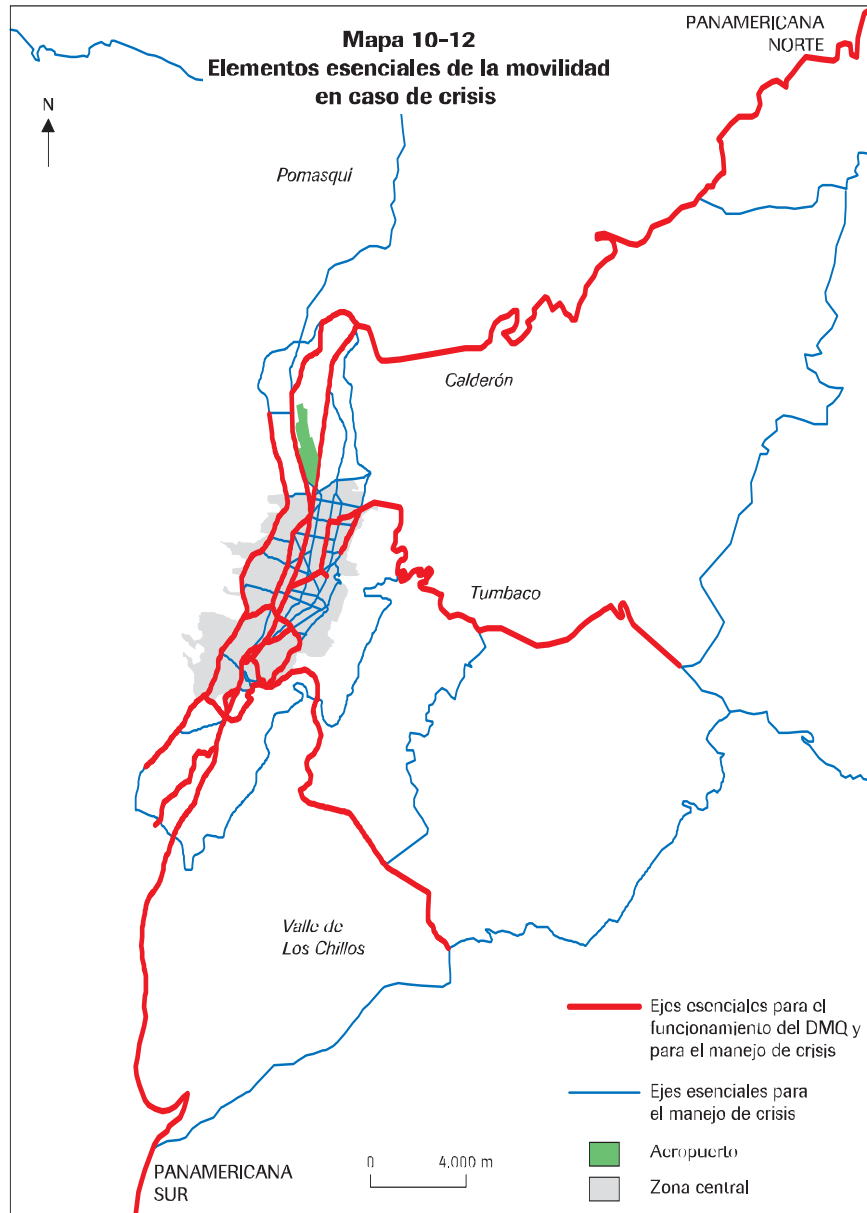 Mapa 10-12
Elementos esenciales de la movilidad
en caso de crisis
PANAMERICANA
NORTE
N
Pomasqui
Calderón
Tumbaco
Valle de
Los Chillos
Ejes esenciales para el
funcionamiento del DMQ y
para el manejo de crisis
Ejes esenciales para
el manejo de crisis
Aeropuerto
Zona central
0 4.000 m
PANAMERICANA
SUR